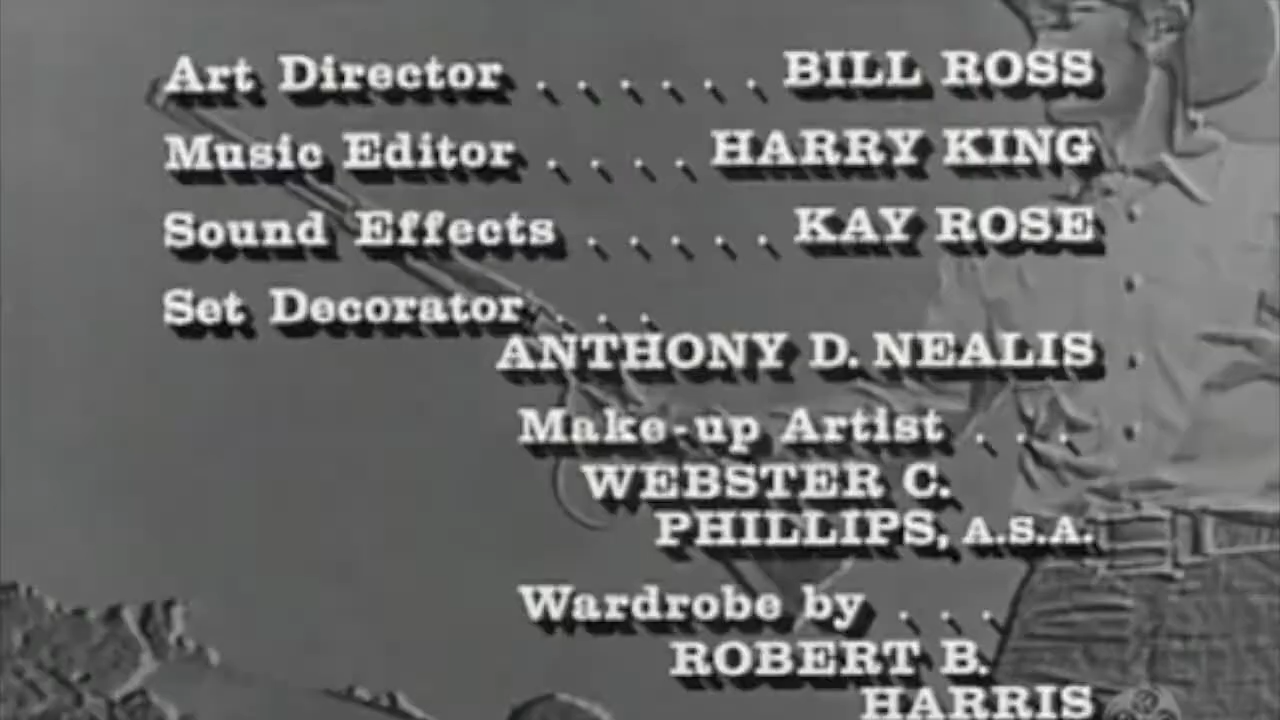 Art Director . . . . . . BILL ROSS
Music Editor . . . . HARRY KING
Sound Effects . . . . . KAY ROSE
Set Decorator . . .
ANTHONY D. NEALIS
Make-up Artist . . .
WEBSTER C.
PHILLIPS, A.S.A.
Wardrobe by . . .
ROBERT B.
HARRIS